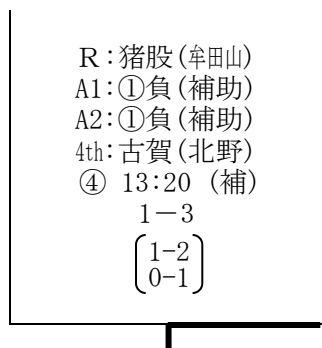 R：猪股(牟田山)
A1：①負(補助)
A2：①負(補助)
4th：古賀(北野)
④ 13:20 (補)
1－3
1-2
0-1